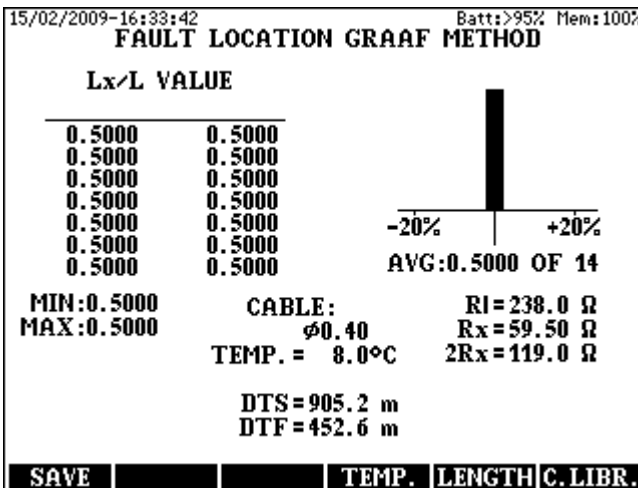 15/02/2009-16:33:42 Batt:>95% Mem:100%
FAULT LOCATION GRAAF METHOD
Lx/L VALUE
0.5000 0.5000
0.5000 0.5000
0.5000 0.5000
0.5000 0.5000
0.5000 0.5000
0.5000 0.5000
0.5000 0.5000
-20% +20%
AVG:0.5000 OF 14
MIN:0.5000
MAX:0.5000
CABLE:
ø0.40
TEMP.= 8.0ºC
Rl=238.0 Ω
Rx=59.50 Ω
2Rx=119.0 Ω
DTS=905.2 m
DTF=452.6 m
SAVE TEMP. LENGTH C.LIBR.